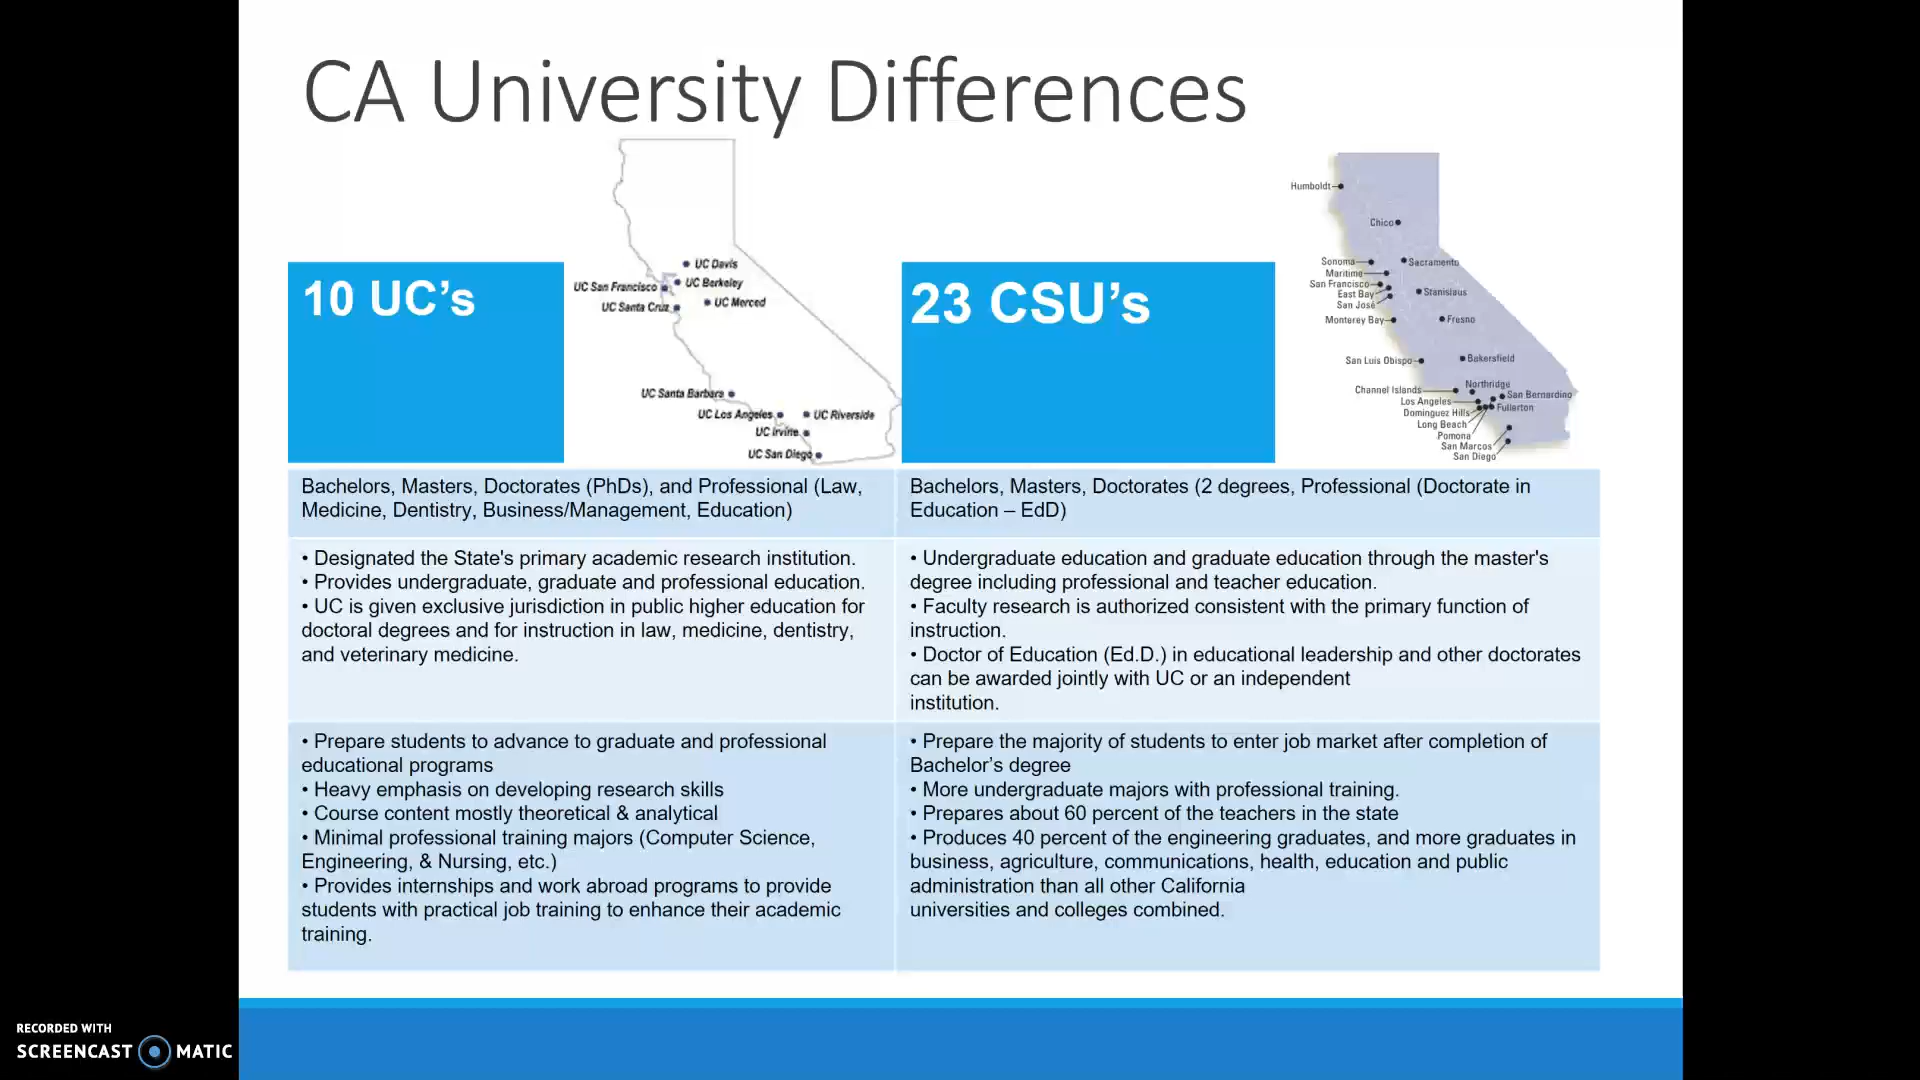 CA University Differences
10 UC's
UC Davis
UC San Francisco
UC Berkeley
UC Santa Cruz
UC Merced
UC Santa Barbara
UC Los Angeles
UC Riverside
UC Irvine
UC San Diego
23 CSU's
Humboldt
Chico
Sonoma
Sacramento
Maritime
San Francisco
East Bay
Stanislaus
San José
Monterey Bay
Fresno
San Luis Obispo
Bakersfield
Northridge
Channel Islands
San Bernardino
Los Angeles
Fullerton
Dominguez Hills
Long Beach
Pomona
San Marcos
San Diego
Bachelors, Masters, Doctorates (PhDs), and Professional (Law,
Medicine, Dentistry, Business/Management, Education)
Bachelors, Masters, Doctorates (2 degrees, Professional (Doctorate in
Education – EdD)
• Designated the State's primary academic research institution.
• Provides undergraduate, graduate and professional education.
• UC is given exclusive jurisdiction in public higher education for
doctoral degrees and for instruction in law, medicine, dentistry,
and veterinary medicine.
• Undergraduate education and graduate education through the master's
degree including professional and teacher education.
• Faculty research is authorized consistent with the primary function of
instruction.
• Doctor of Education (Ed.D.) in educational leadership and other doctorates
can be awarded jointly with UC or an independent
institution.
• Prepare students to advance to graduate and professional
educational programs
• Heavy emphasis on developing research skills
• Course content mostly theoretical & analytical
• Minimal professional training majors (Computer Science,
Engineering, & Nursing, etc.)
• Provides internships and work abroad programs to provide
students with practical job training to enhance their academic
training.
• Prepare the majority of students to enter job market after completion of
Bachelor's degree
• More undergraduate majors with professional training.
• Prepares about 60 percent of the teachers in the state
• Produces 40 percent of the engineering graduates, and more graduates in
business, agriculture, communications, health, education and public
administration than all other California
universities and colleges combined.
RECORDED WITH
SCREENCAST MATIC